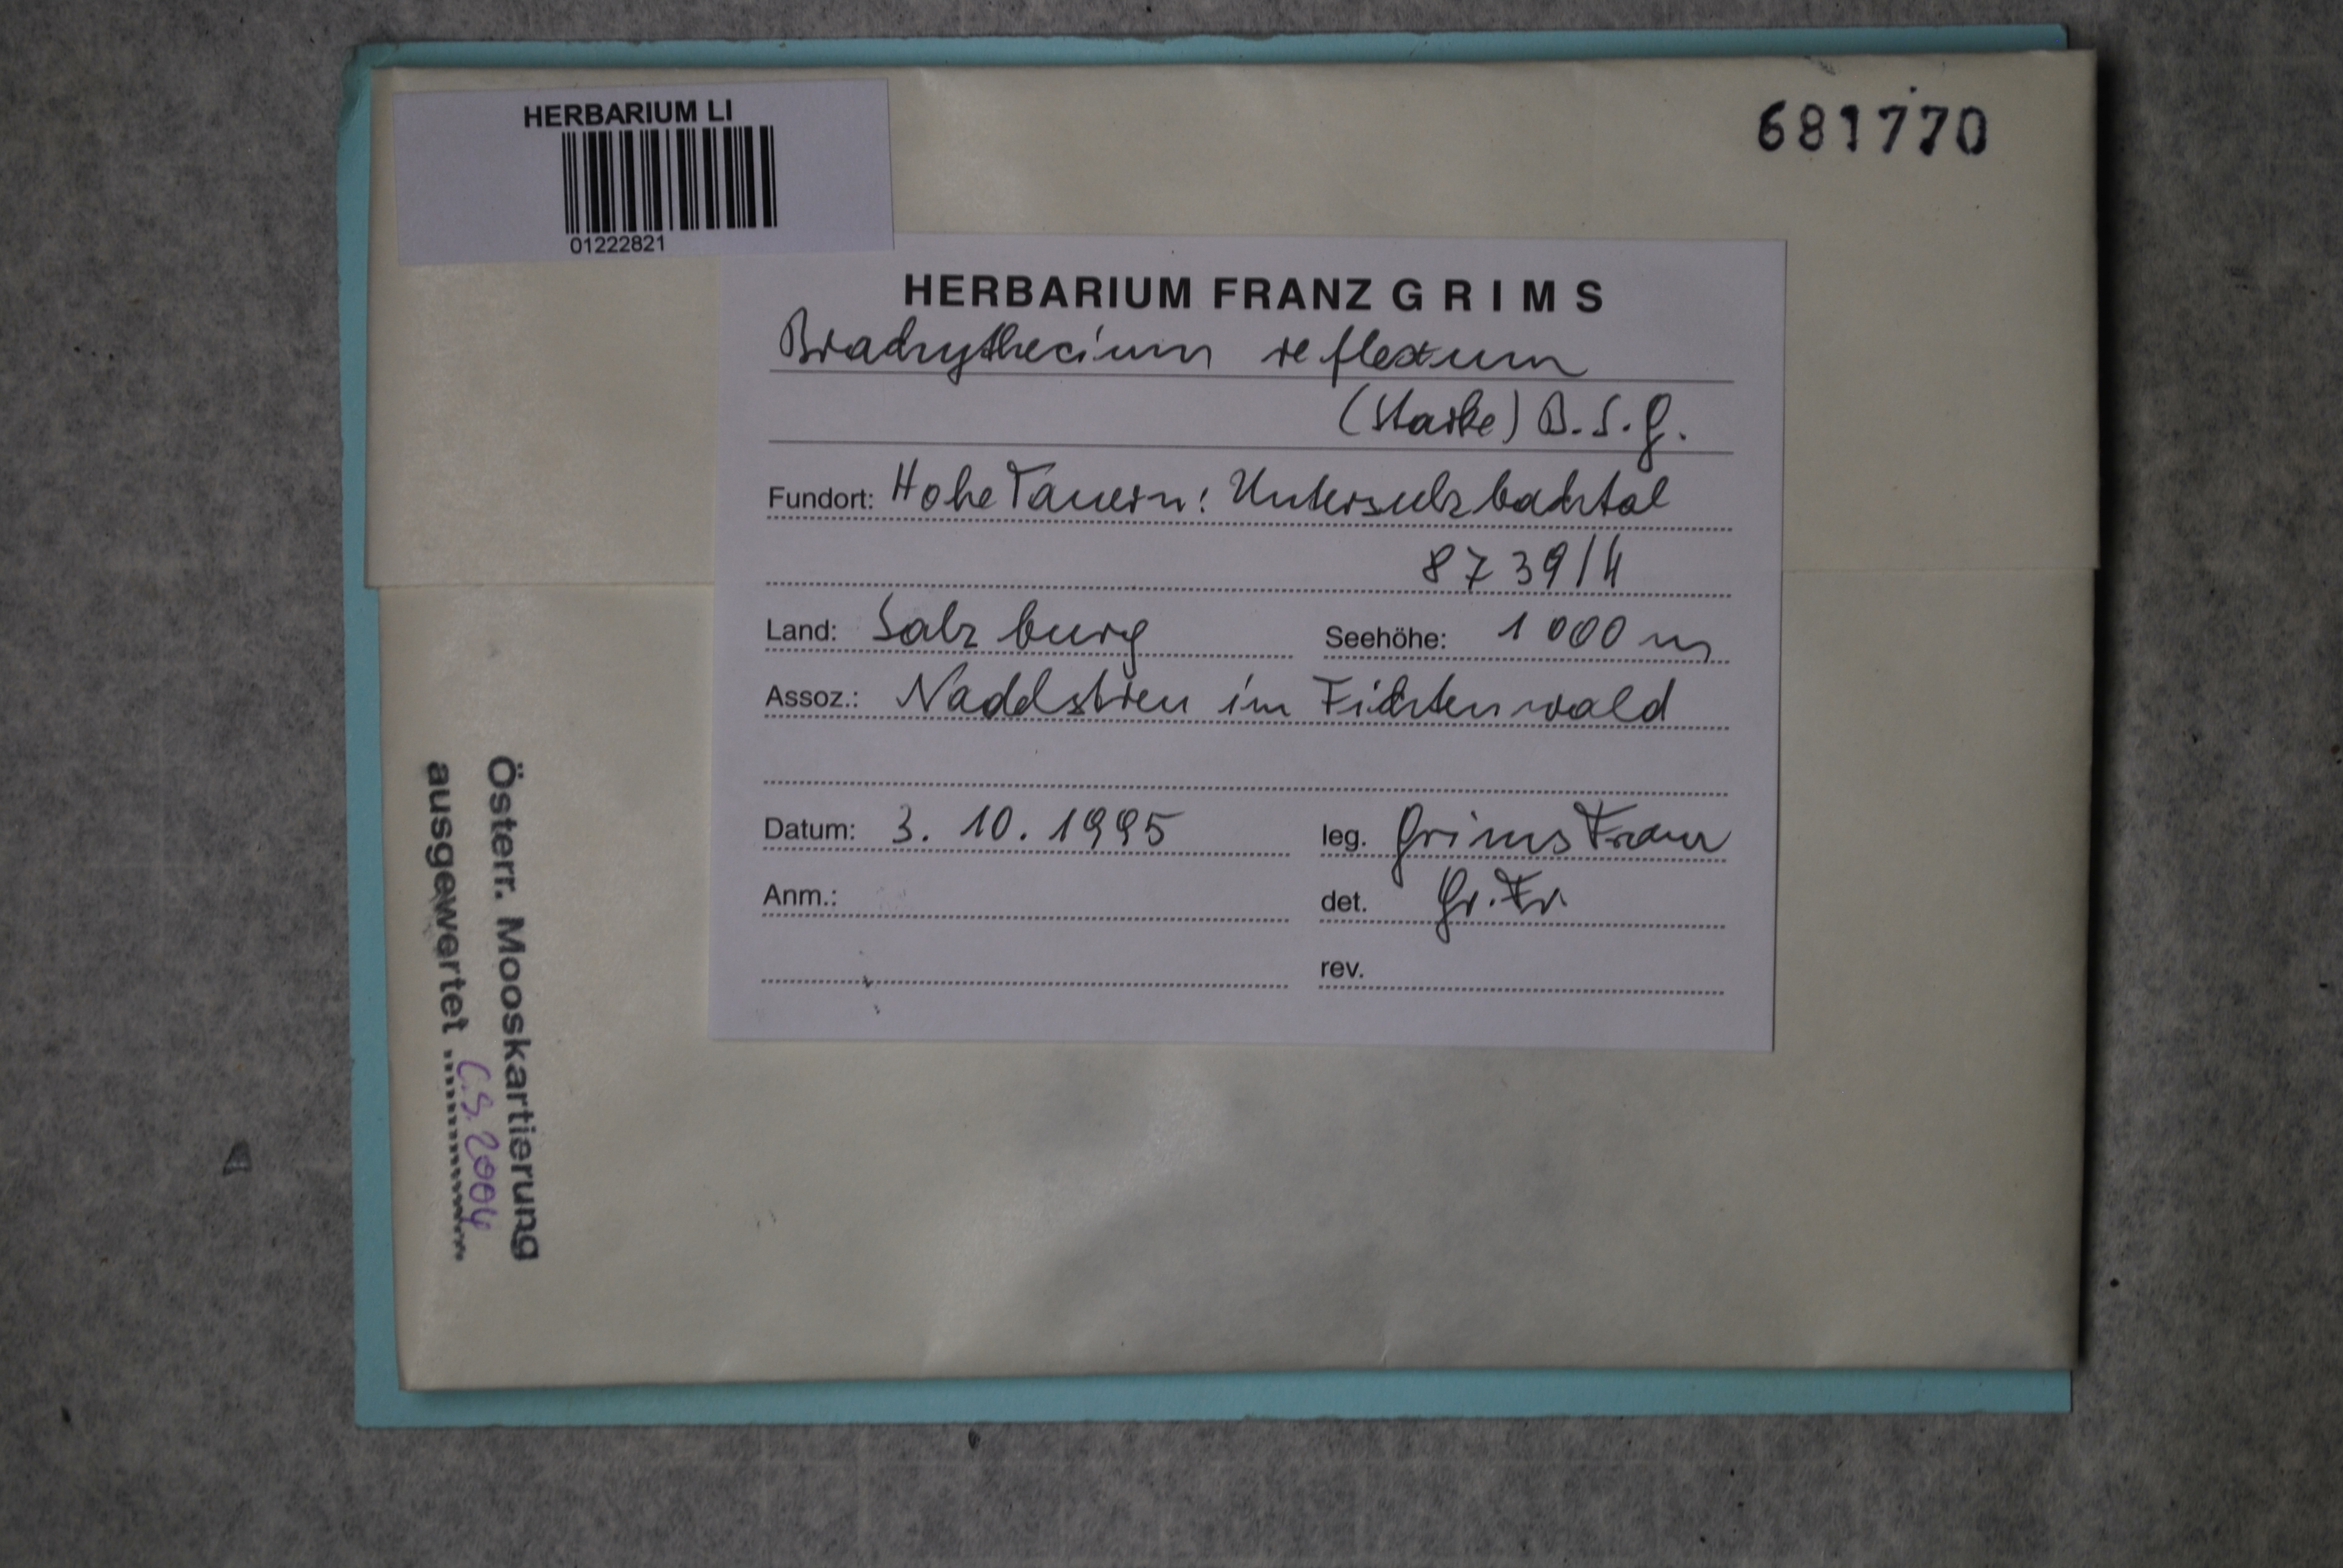 HERBARIUM LI
01222821
681770
HERBARIUM FRANZ GRIMS
Brachythecium reflexum
(Starke) B.S.G.
Fundort: Hohe Tauern: Untersulzbachtal
8739/4
Land: Salzburg Seehöhe: 1000 m
Assoz.: Nadelstreu im Fichtenwald
Datum: 3. 10. 1995 leg. Grims Franz
Anm.: det. Gr. Fr.
rev.
Österr. Mooskartierung
ausgewertet C.S. 2004